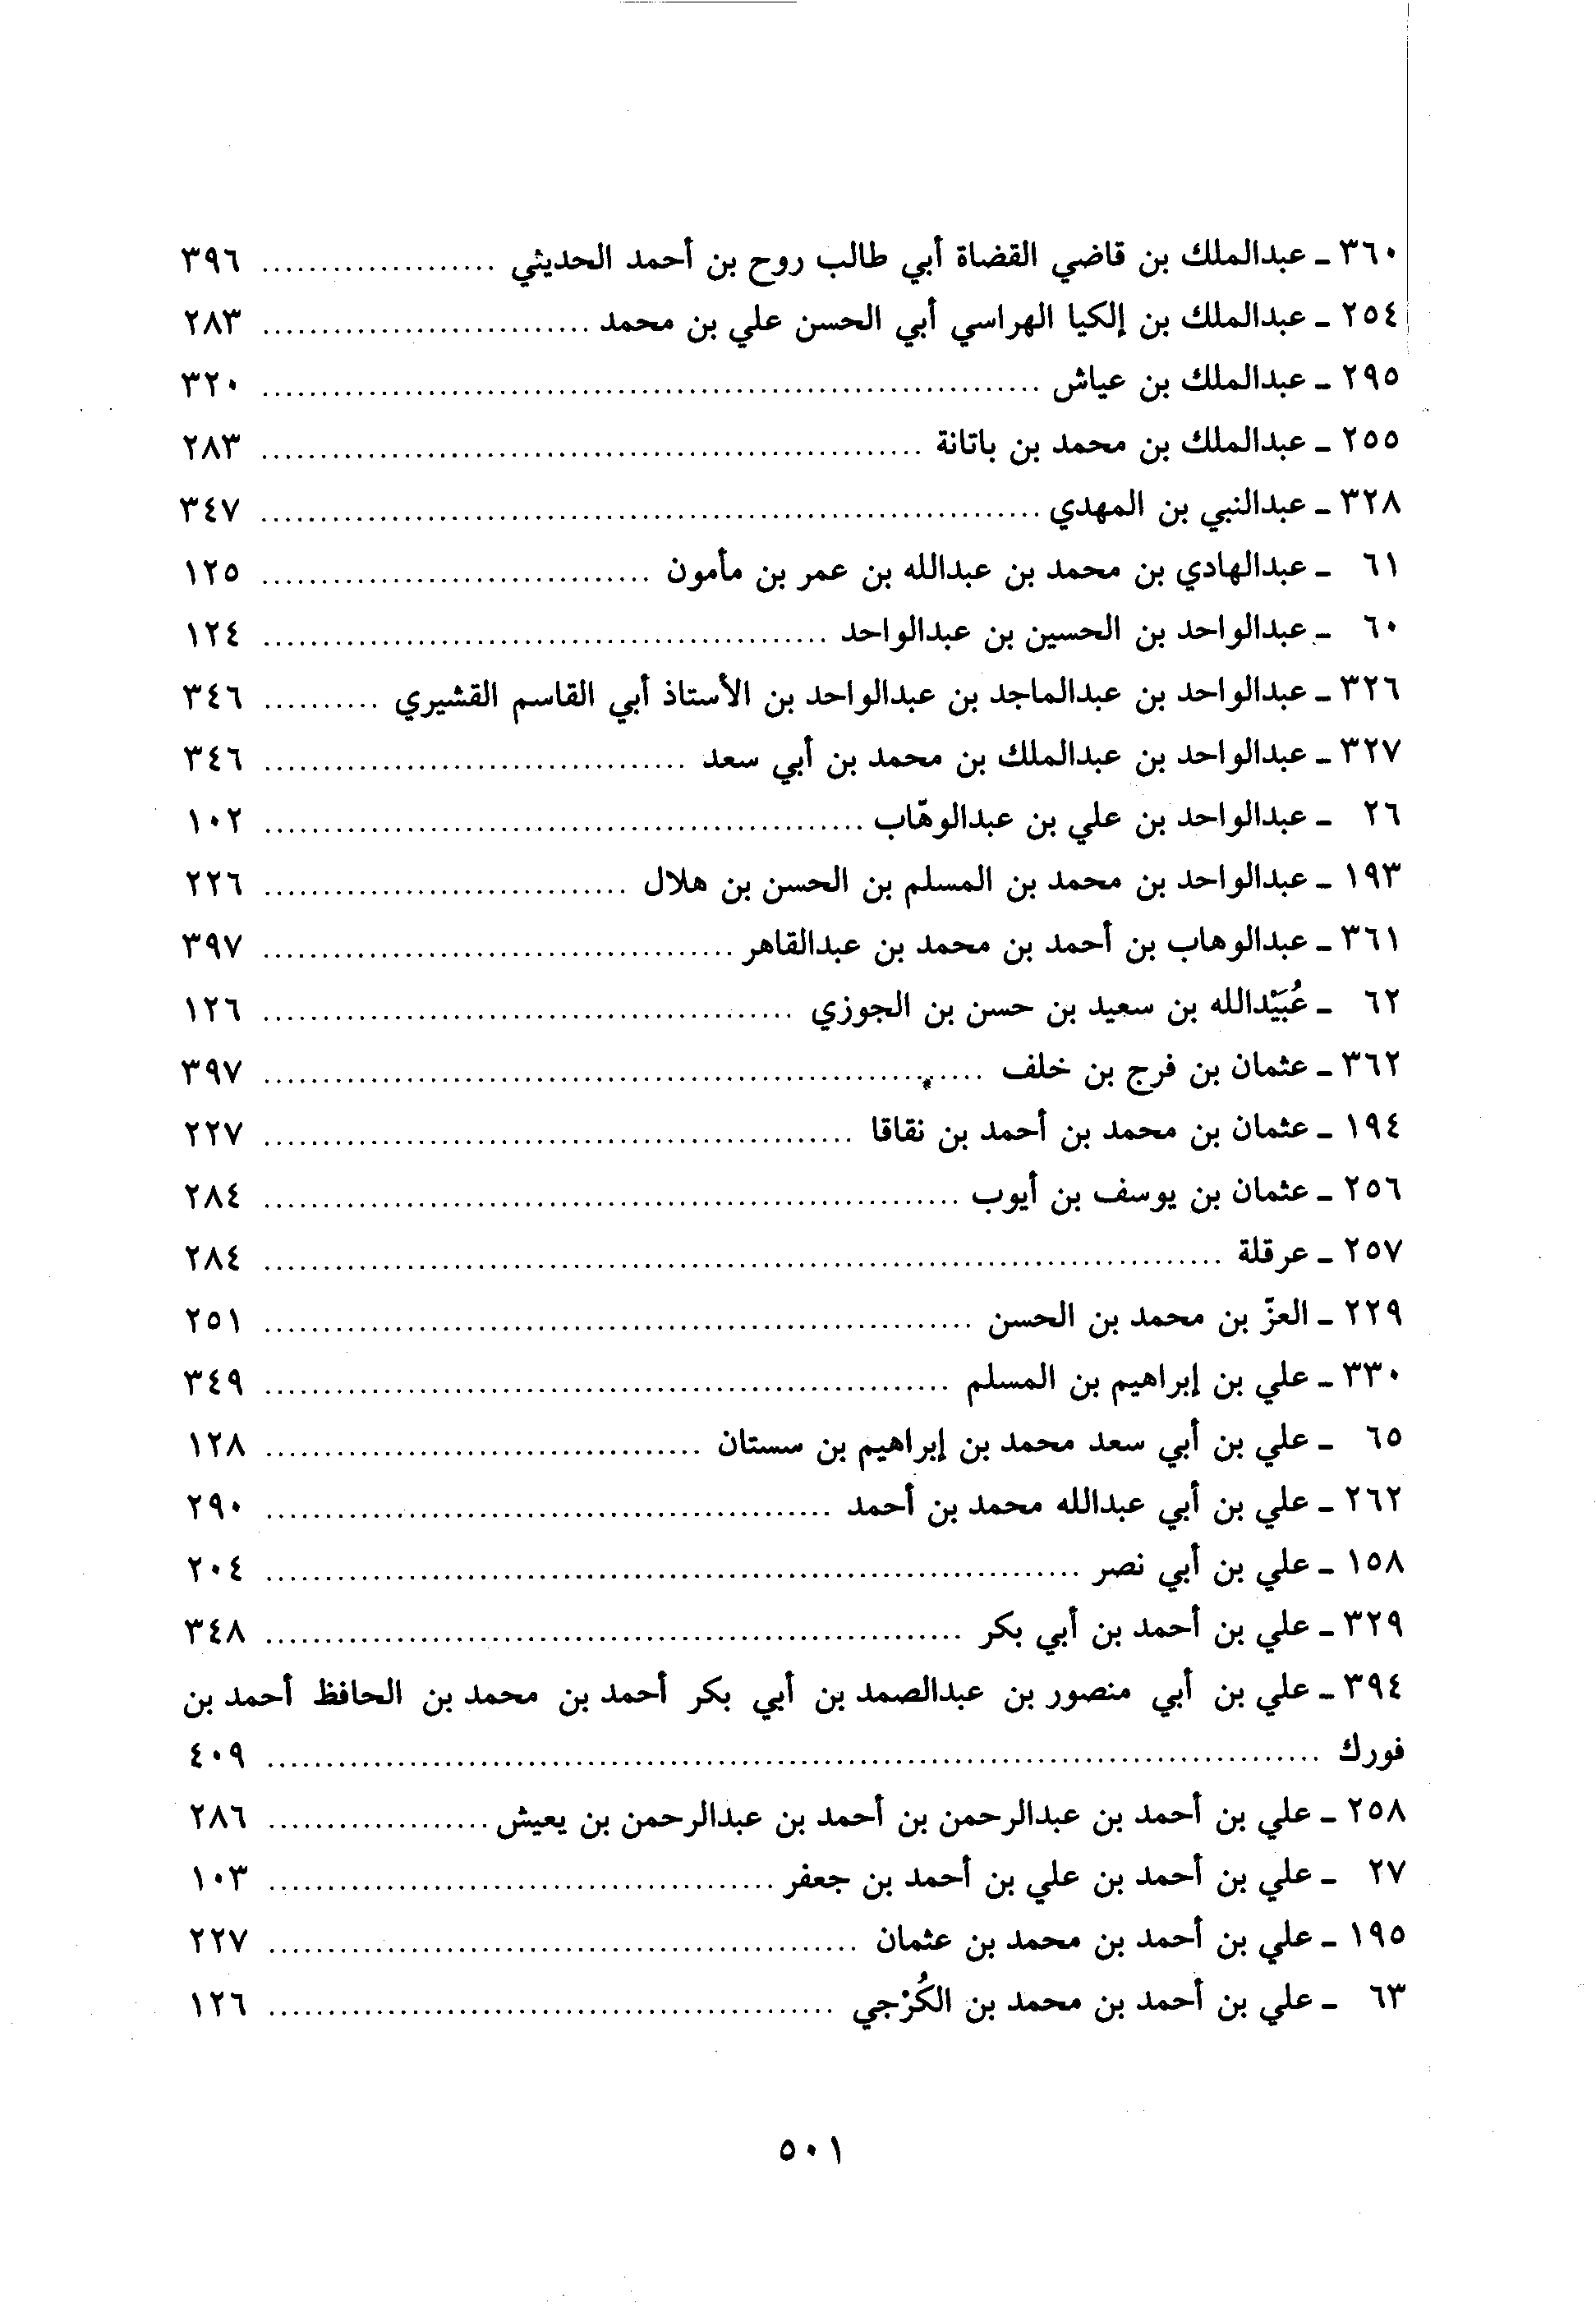 ٣٦٠ ـ عبدالملك بن قاضي القضاة أبي طالب روح بن أحمد الحديثي .................... ٣٩٦
٢٥٤ ـ عبدالملك بن إلكيا الهراسي أبي الحسن علي بن محمد ............................ ٢٨٣
٢٩٥ ـ عبدالملك بن عياش .................................................................. ٣٢٠
٢٥٥ ـ عبدالملك بن محمد بن باتانة ........................................................ ٢٨٣
٣٢٨ ـ عبدالنبي بن المهدي .................................................................. ٣٤٧
٦١ ـ عبدالهادي بن محمد بن عبدالله بن عمر بن مأمون ................................. ١٢٥
٦٠ ـ عبدالواحد بن الحسين بن عبدالواحد ................................................ ١٢٤
٣٢٦ ـ عبدالواحد بن عبدالماجد بن عبدالواحد بن الأستاذ أبي القاسم القشيري .......... ٣٤٦
٣٢٧ ـ عبدالواحد بن عبدالملك بن محمد بن أبي سعد .................................... ٣٤٦
٢٦ ـ عبدالواحد بن علي بن عبدالوهّاب ................................................... ١٠٢
١٩٣ ـ عبدالواحد بن محمد بن المسلم بن الحسن بن هلال ............................... ٢٢٦
٣٦١ ـ عبدالوهاب بن أحمد بن محمد بن عبدالقاهر ........................................ ٣٩٧
٦٢ ـ عُبَيْدالله بن سعيد بن حسن بن الجوزي ............................................. ١٢٦
٣٦٢ ـ عثمان بن فرج بن خلف ............................................................. ٣٩٧
١٩٤ ـ عثمان بن محمد بن أحمد بن نقاقا .................................................. ٢٢٧
٢٥٦ ـ عثمان بن يوسف بن أيوب ........................................................... ٢٨٤
٢٥٧ ـ عرقلة ................................................................................. ٢٨٤
٢٢٩ ـ العزّ بن محمد بن الحسن ............................................................ ٢٥١
٣٣٠ ـ علي بن إبراهيم بن المسلم .......................................................... ٣٤٩
٦٥ ـ علي بن أبي سعد محمد بن إبراهيم بن سستان ..................................... ١٢٨
٢٦٢ ـ علي بن أبي عبدالله محمد بن أحمد ................................................ ٢٩٠
١٥٨ ـ علي بن أبي نصر ..................................................................... ٢٠٤
٣٢٩ ـ علي بن أحمد بن أبي بكر ........................................................... ٣٤٨
٣٩٤ ـ علي بن أبي منصور بن عبدالصمد بن أبي بكر أحمد بن محمد بن الحافظ أحمد بن
فورك ......................................................................................... ٤٠٩
٢٥٨ ـ علي بن أحمد بن عبدالرحمن بن أحمد بن عبدالرحمن بن يعيش ................... ٢٨٦
٢٧ ـ علي بن أحمد بن علي بن أحمد بن جعفر ........................................... ١٠٣
١٩٥ ـ علي بن أحمد بن محمد بن عثمان .................................................. ٢٢٧
٦٣ ـ علي بن أحمد بن محمد بن الكُرْجي ................................................ ١٢٦
٥٠١